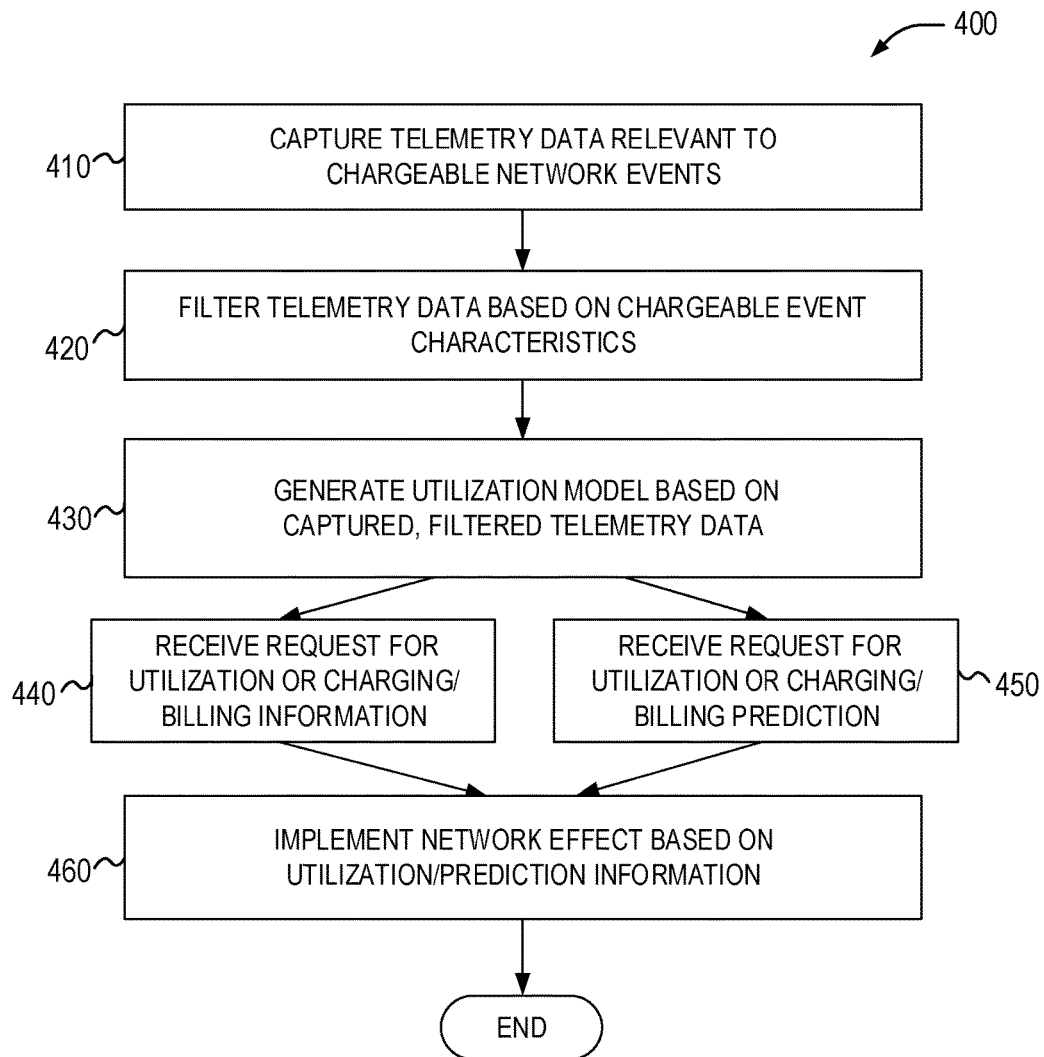 400
410
CAPTURE TELEMETRY DATA RELEVANT TO
CHARGEABLE NETWORK EVENTS
420
FILTER TELEMETRY DATA BASED ON CHARGEABLE EVENT
CHARACTERISTICS
430
GENERATE UTILIZATION MODEL BASED ON
CAPTURED, FILTERED TELEMETRY DATA
440
RECEIVE REQUEST FOR
UTILIZATION OR CHARGING/
BILLING INFORMATION
RECEIVE REQUEST FOR
UTILIZATION OR CHARGING/
BILLING PREDICTION
450
460
IMPLEMENT NETWORK EFFECT BASED ON
UTILIZATION/PREDICTION INFORMATION
END